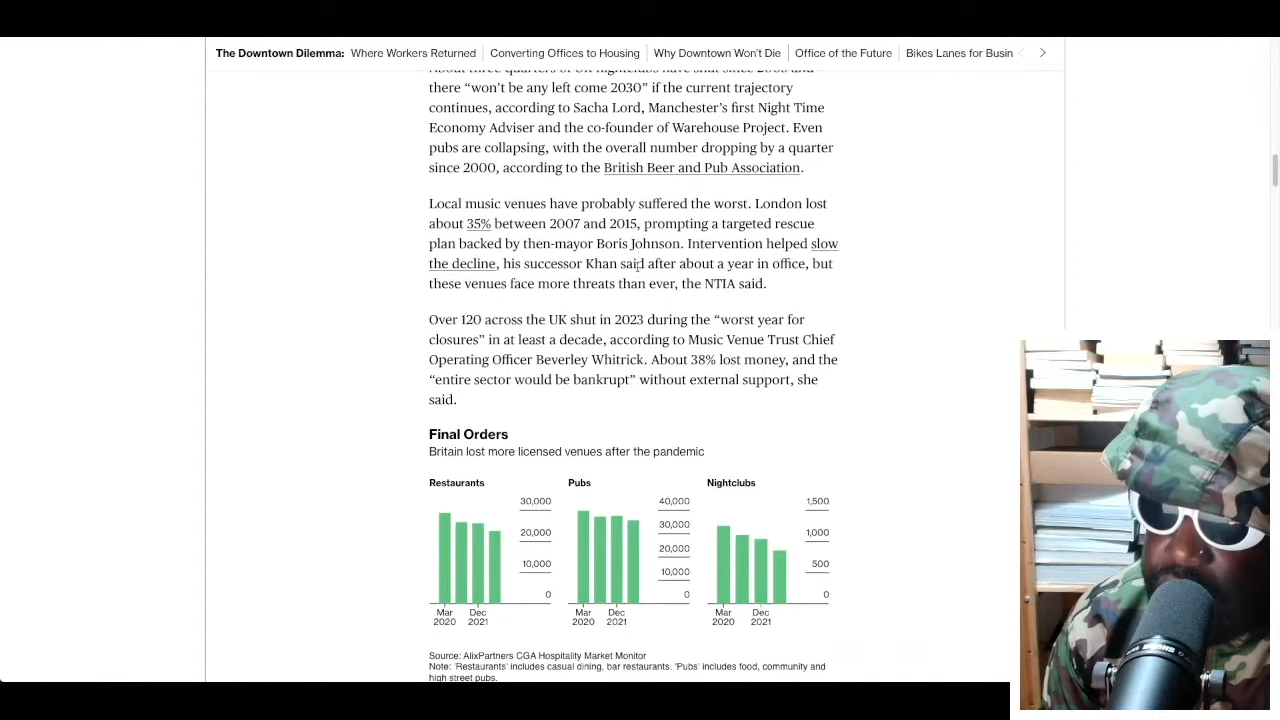 The Downtown Dilemma: Where Workers Returned Converting Offices to Housing Why Downtown Won't Die Office of the Future Bikes Lanes for Busin
About three quarters of UK nightclubs have shut since 2005 and
there “won't be any left come 2030” if the current trajectory
continues, according to Sacha Lord, Manchester's first Night Time
Economy Adviser and the co-founder of Warehouse Project. Even
pubs are collapsing, with the overall number dropping by a quarter
since 2000, according to the British Beer and Pub Association.
Local music venues have probably suffered the worst. London lost
about 35% between 2007 and 2015, prompting a targeted rescue
plan backed by then-mayor Boris Johnson. Intervention helped slow
the decline, his successor Khan said after about a year in office, but
these venues face more threats than ever, the NTIA said.
Over 120 across the UK shut in 2023 during the “worst year for
closures” in at least a decade, according to Music Venue Trust Chief
Operating Officer Beverley Whitrick. About 38% lost money, and the
“entire sector would be bankrupt” without external support, she
said.
Final Orders
Britain lost more licensed venues after the pandemic
Restaurants Pubs Nightclubs
30,000 40,000 1,500
30,000
20,000 1,000
20,000
10,000 10,000 500
0 0 0
Mar Dec Mar Dec Mar Dec
2020 2021 2020 2021 2020 2021
Source: AlixPartners CGA Hospitality Market Monitor
Note: 'Restaurants' includes casual dining, bar restaurants. 'Pubs' includes food, community and
high street pubs.